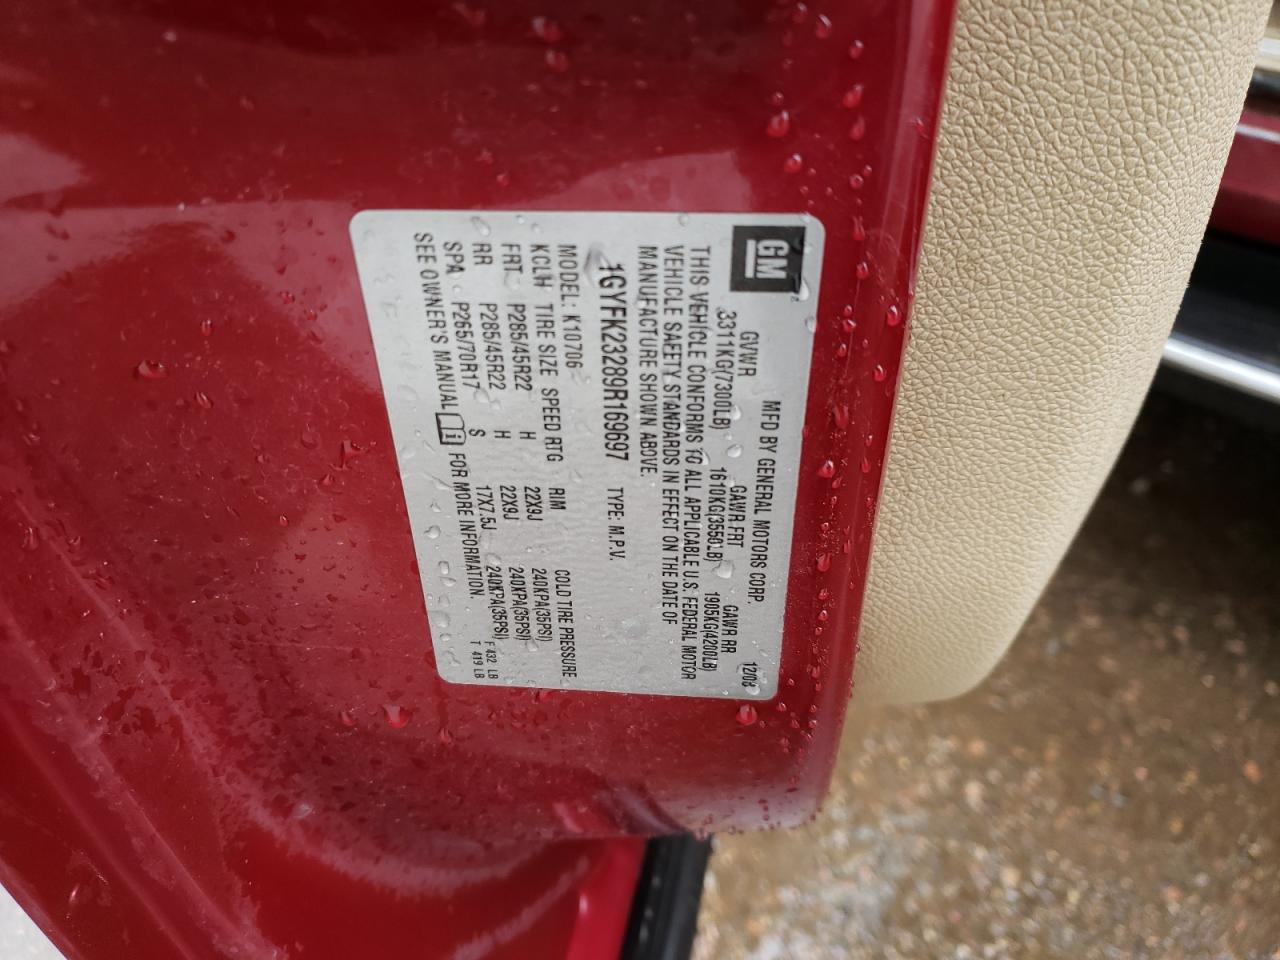 GM
MFD BY GENERAL MOTORS CORP. 12/08
GVWR GAWR FRT GAWR RR
3311KG(7300LB) 1610KG(3550LB) 1905KG(4200LB)
THIS VEHICLE CONFORMS TO ALL APPLICABLE U.S. FEDERAL MOTOR
VEHICLE SAFETY STANDARDS IN EFFECT ON THE DATE OF
MANUFACTURE SHOWN ABOVE.
1GYFK23289R169697 TYPE: M.P.V.
MODEL: K10706
KCLH TIRE SIZE SPEED RTG RIM COLD TIRE PRESSURE
FRT P285/45R22 H 22X9J 240KPA(35PSI)
RR P285/45R22 H 22X9J 240KPA(35PSI)
SPA P265/70R17 S 17X7.5J 240KPA(35PSI)
SEE OWNER'S MANUAL FOR MORE INFORMATION.
F 432 LB
T 419 LB